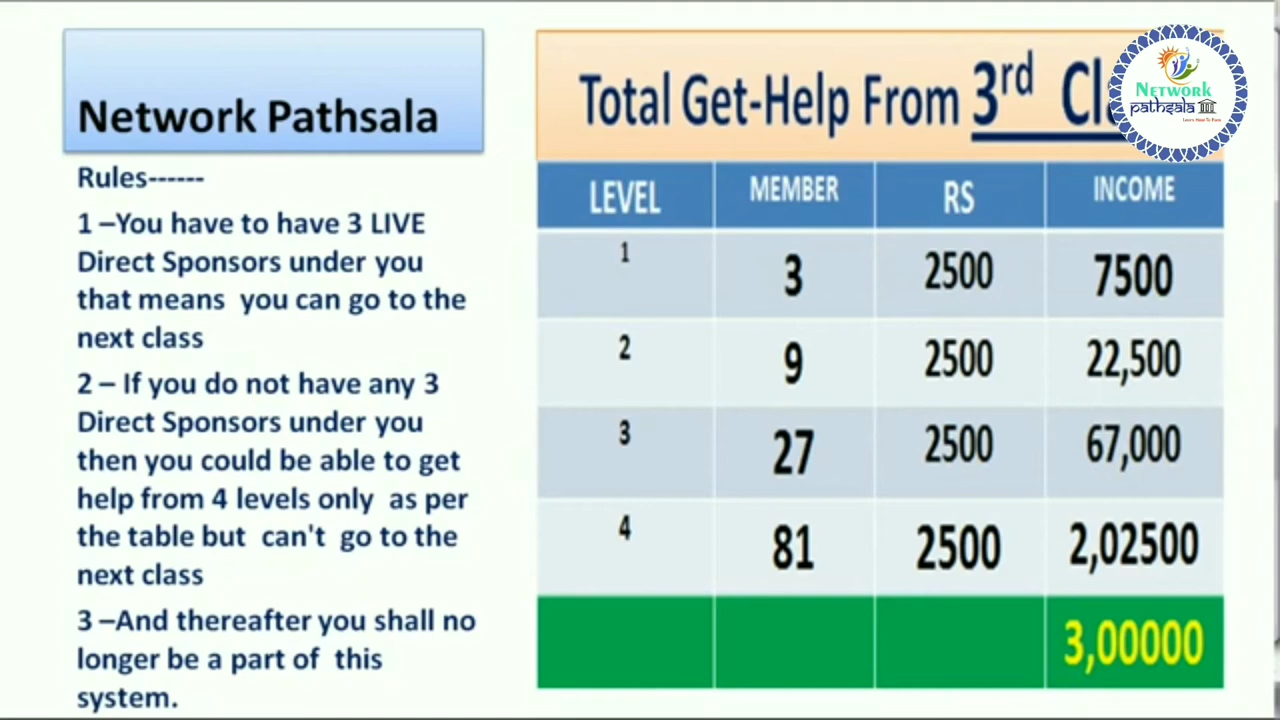 Network Pathsala
Rules------
1 –You have to have 3 LIVE
Direct Sponsors under you
that means you can go to the
next class
2 – If you do not have any 3
Direct Sponsors under you
then you could be able to get
help from 4 levels only as per
the table but can't go to the
next class
3 –And thereafter you shall no
longer be a part of this
system.
Total Get-Help From 3rd
NETWORK
pathsala
Learn How To Earn
LEVEL MEMBER RS INCOME
1 3 2500 7500
2 9 2500 22,500
3 27 2500 67,000
4 81 2500 2,02500
3,00000